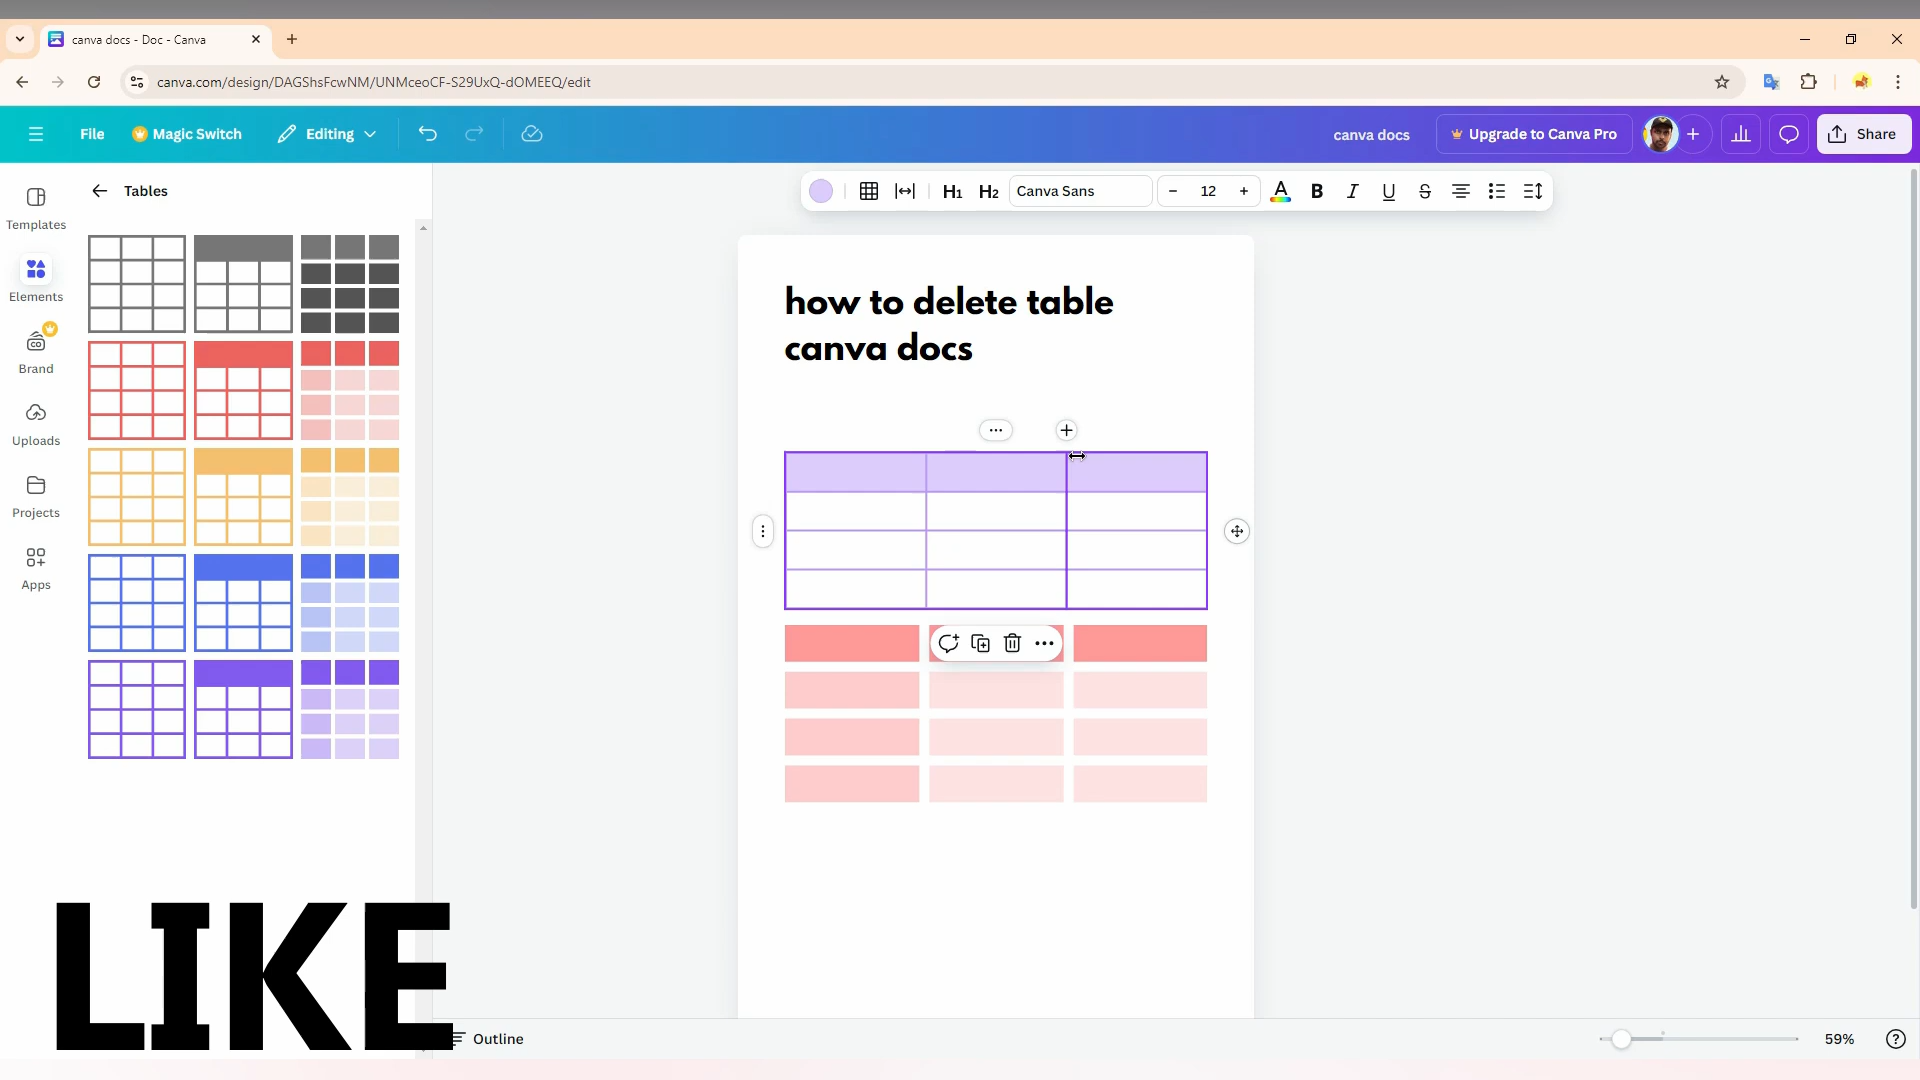 canva docs - Doc - Canva
canva.com/design/DAGShsFcwNM/UNMceoCF-S29UxQ-dOMEEQ/edit
File
Magic Switch
Editing
canva docs
Upgrade to Canva Pro
Share
Templates
Elements
Brand
Uploads
Projects
Apps
Tables
H1
H2
Canva Sans
12
A
B
I
U
S
how to delete table
canva docs
LIKE
Outline
59%